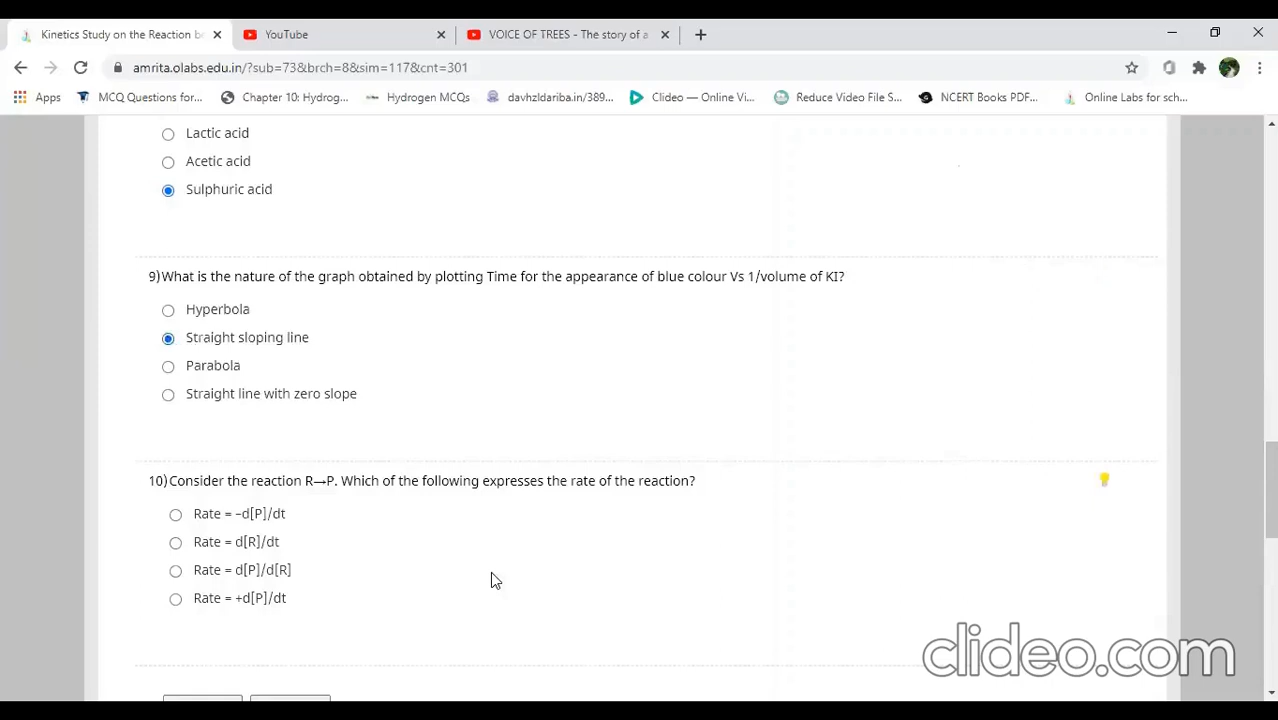 Kinetics Study on the Reaction be
YouTube
VOICE OF TREES - The story of a
amrita.olabs.edu.in/?sub=73&brch=8&sim=117&cnt=301
Apps
MCQ Questions for...
Chapter 10: Hydrog...
Hydrogen MCQs
davhzldariba.in/389...
Clideo — Online Vi...
Reduce Video File S...
NCERT Books PDF...
Online Labs for sch...
Lactic acid
Acetic acid
Sulphuric acid
9)What is the nature of the graph obtained by plotting Time for the appearance of blue colour Vs 1/volume of KI?
Hyperbola
Straight sloping line
Parabola
Straight line with zero slope
10)Consider the reaction R→P. Which of the following expresses the rate of the reaction?
Rate = –d[P]/dt
Rate = d[R]/dt
Rate = d[P]/d[R]
Rate = +d[P]/dt
clideo.com